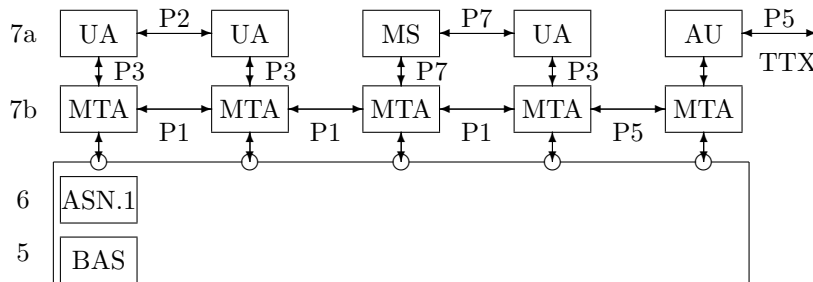 7a UA P2 UA MS P7 UA AU P5
P3 P3 P7 P3 TTX
7b MTA MTA MTA MTA MTA
P1 P1 P1 P5
6 ASN.1
5 BAS